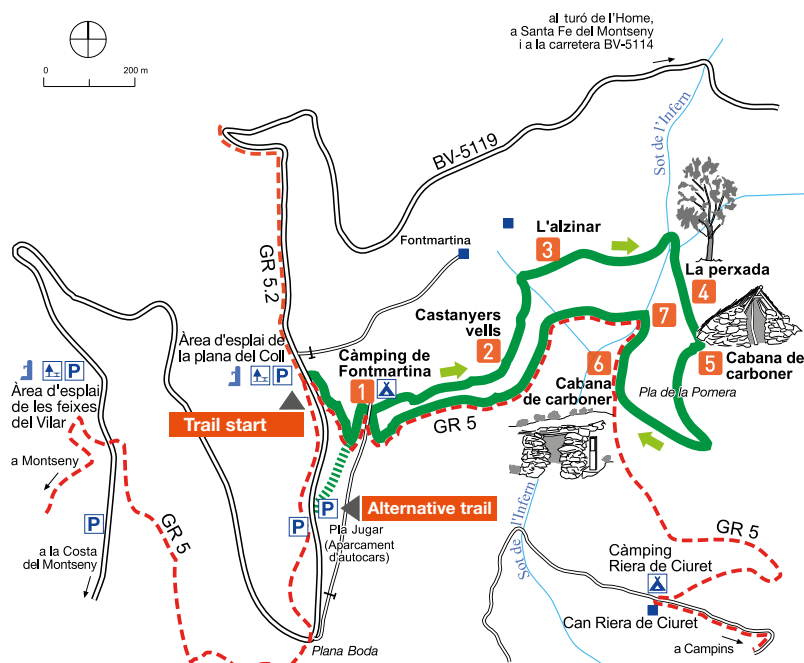 al turó de l'Home,
a Santa Fe del Montseny
i a la carretera BV-5114
0 200 m
BV-5119
Sot de l'Infern
GR 5.2
Fontmartina
L'alzinar
3
La perxada
4
Castanyers
vells
2
7
Àrea d'esplai de
la plana del Coll
P
Càmping de
Fontmartina
1
6
Cabana
de carboner
5
Cabana de
carboner
Pla de la Pomera
Àrea d'esplai
de les feixes
del Vilar
P
Trail start
GR 5
a Montseny
P
GR 5
P
P
Alternative trail
Pla Jugar
(Aparcament
d'autocars)
a la Costa
del Montseny
Sot de l'Infern
GR 5
Càmping
Riera de Ciuret
Can Riera de Ciuret
a Campins
Plana Boda